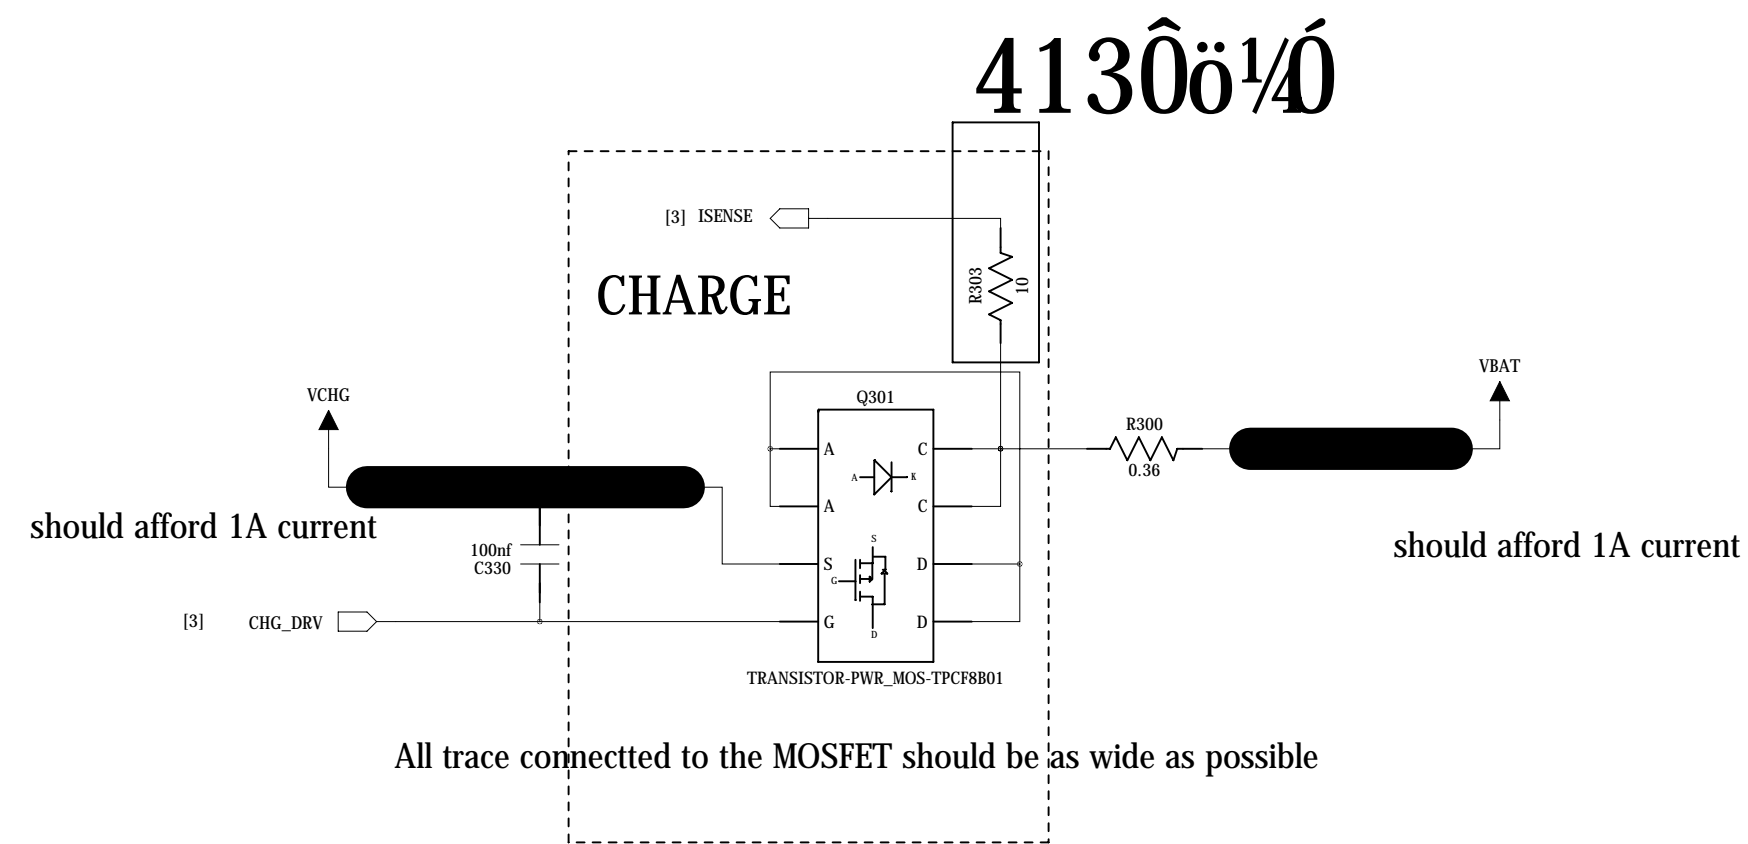 4130Ôö¼Ó
[3] ISENSE
R303
10
CHARGE
VBAT
VCHG
Q301
R300
0.36
A
C
A
K
A
C
should afford 1A current
should afford 1A current
100nf
C330
S
S
D
G
[3] CHG_DRV
G
D
D
TRANSISTOR-PWR_MOS-TPCF8B01
All trace connectted to the MOSFET should be as wide as possible